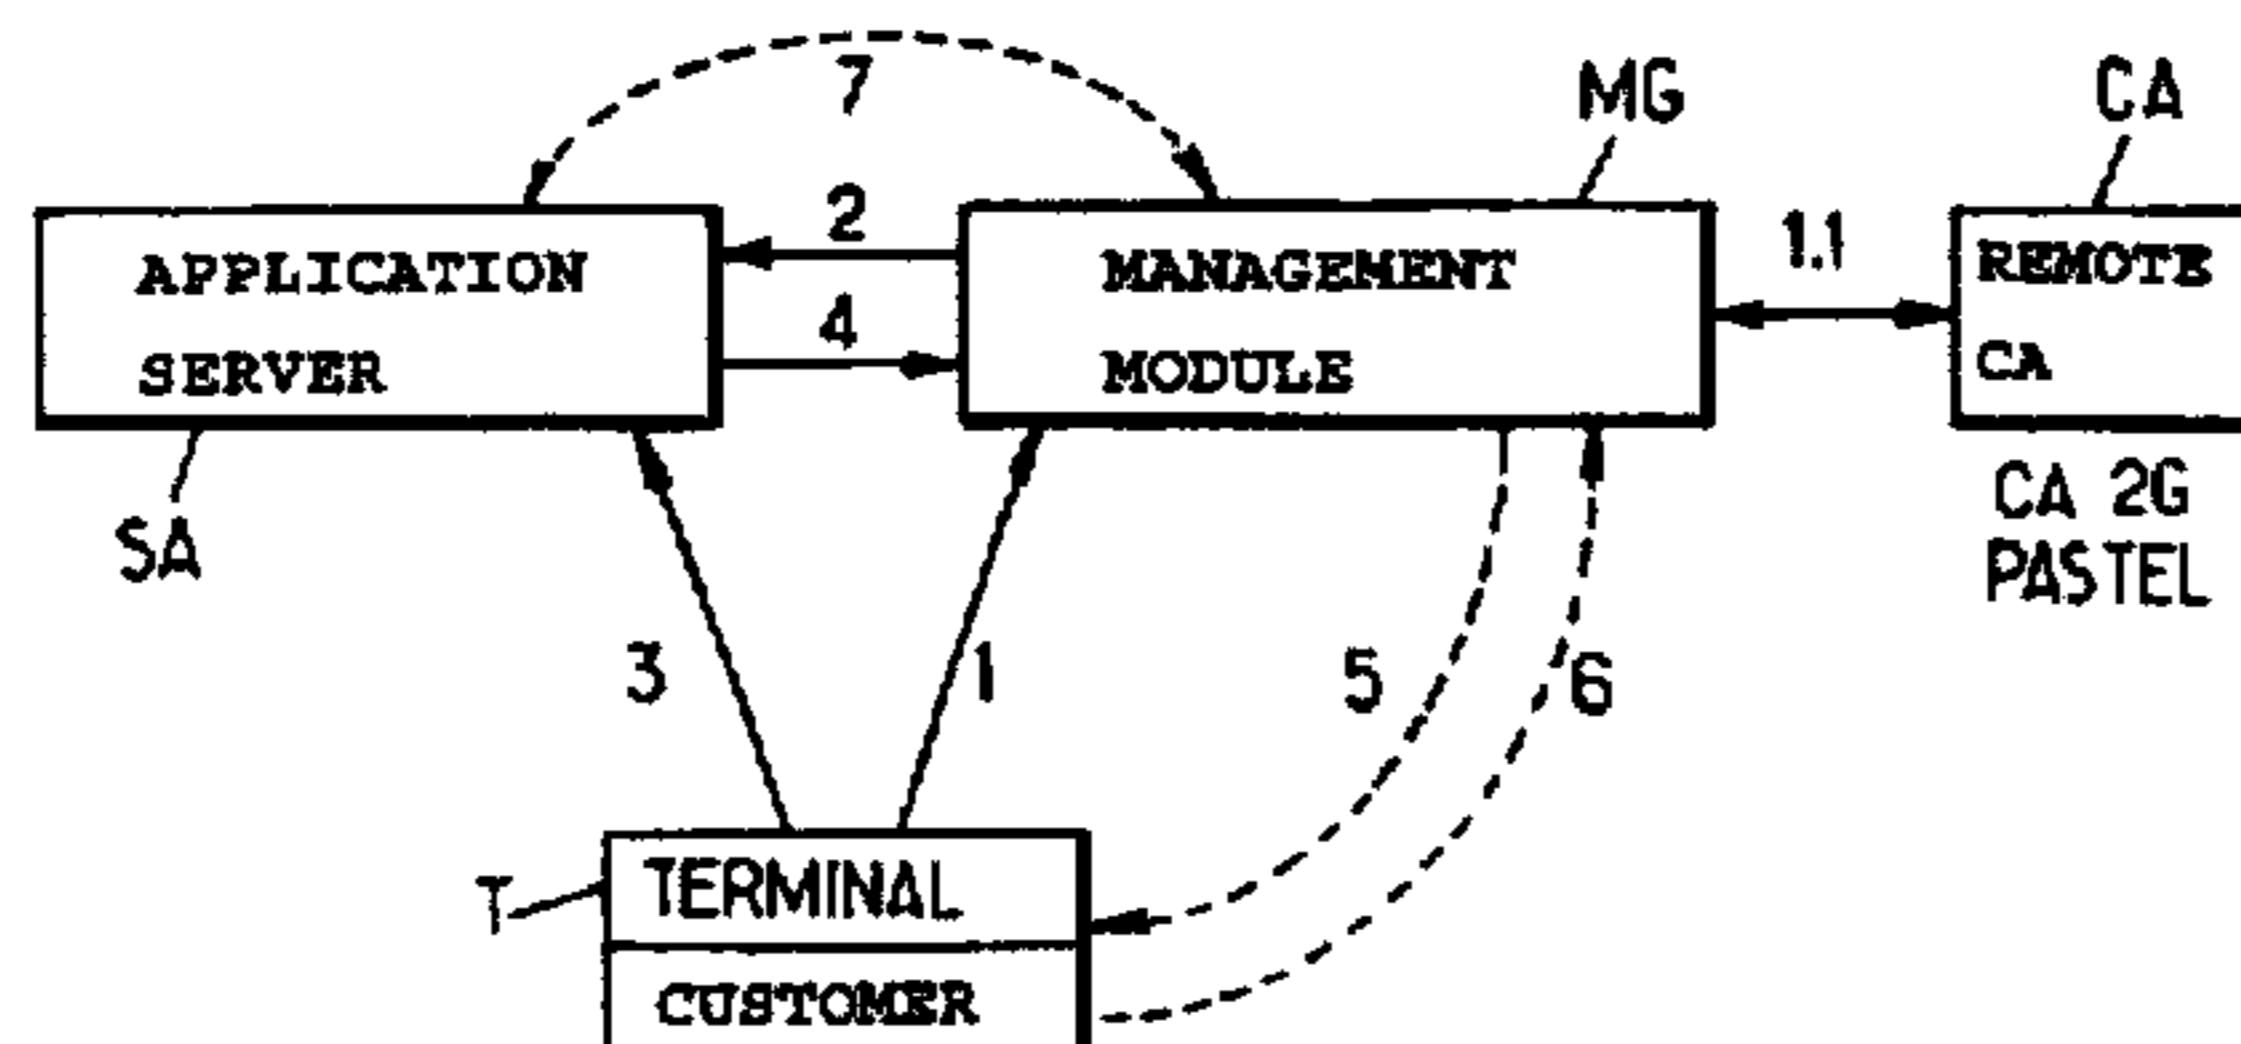 7
MG
CA
2
1.1
APPLICATION
SERVER
4
MANAGEMENT
MODULE
REMOTE
CA
SA
CA 2G
PASTEL
3
1
5
6
T
TERMINAL
CUSTOMER